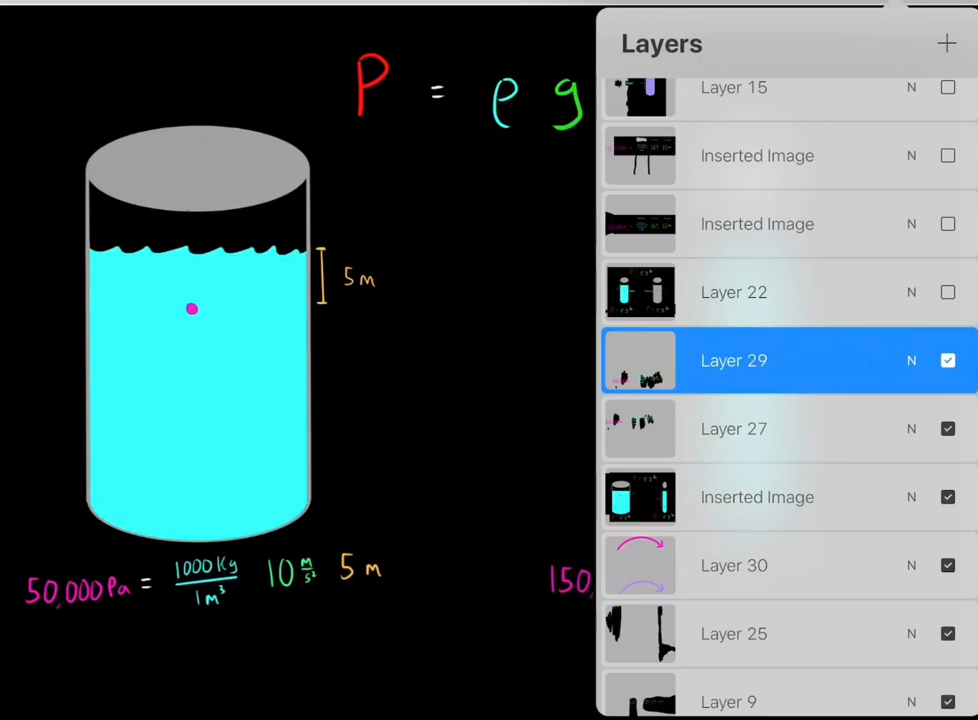 P = ρ g
5 m
50,000 Pa = 1000 Kg / 1 m³ 10 m/s² 5 m
150,
Layers
Layer 15 N
Inserted Image N
Inserted Image N
Layer 22 N
Layer 29 N
Layer 27 N
Inserted Image N
Layer 30 N
Layer 25 N
Layer 9 N